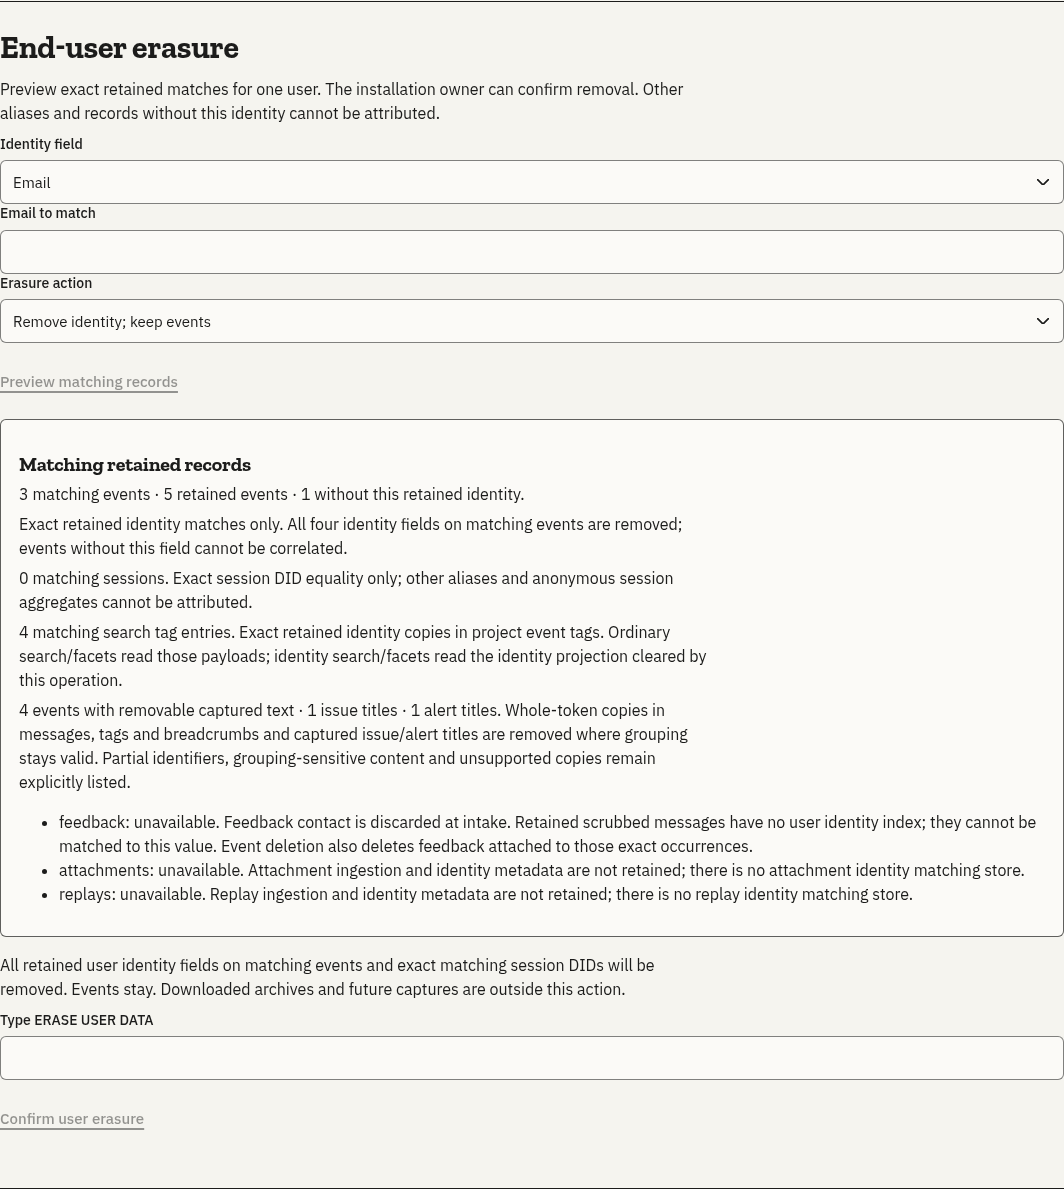 End-user erasure
Preview exact retained matches for one user. The installation owner can confirm removal. Other
aliases and records without this identity cannot be attributed.
Identity field
Email
Email to match
Erasure action
Remove identity; keep events
Preview matching records
Matching retained records
3 matching events · 5 retained events · 1 without this retained identity.
Exact retained identity matches only. All four identity fields on matching events are removed;
events without this field cannot be correlated.
0 matching sessions. Exact session DID equality only; other aliases and anonymous session
aggregates cannot be attributed.
4 matching search tag entries. Exact retained identity copies in project event tags. Ordinary
search/facets read those payloads; identity search/facets read the identity projection cleared by
this operation.
4 events with removable captured text · 1 issue titles · 1 alert titles. Whole-token copies in
messages, tags and breadcrumbs and captured issue/alert titles are removed where grouping
stays valid. Partial identifiers, grouping-sensitive content and unsupported copies remain
explicitly listed.
• feedback: unavailable. Feedback contact is discarded at intake. Retained scrubbed messages have no user identity index; they cannot be
matched to this value. Event deletion also deletes feedback attached to those exact occurrences.
• attachments: unavailable. Attachment ingestion and identity metadata are not retained; there is no attachment identity matching store.
• replays: unavailable. Replay ingestion and identity metadata are not retained; there is no replay identity matching store.
All retained user identity fields on matching events and exact matching session DIDs will be
removed. Events stay. Downloaded archives and future captures are outside this action.
Type ERASE USER DATA
Confirm user erasure